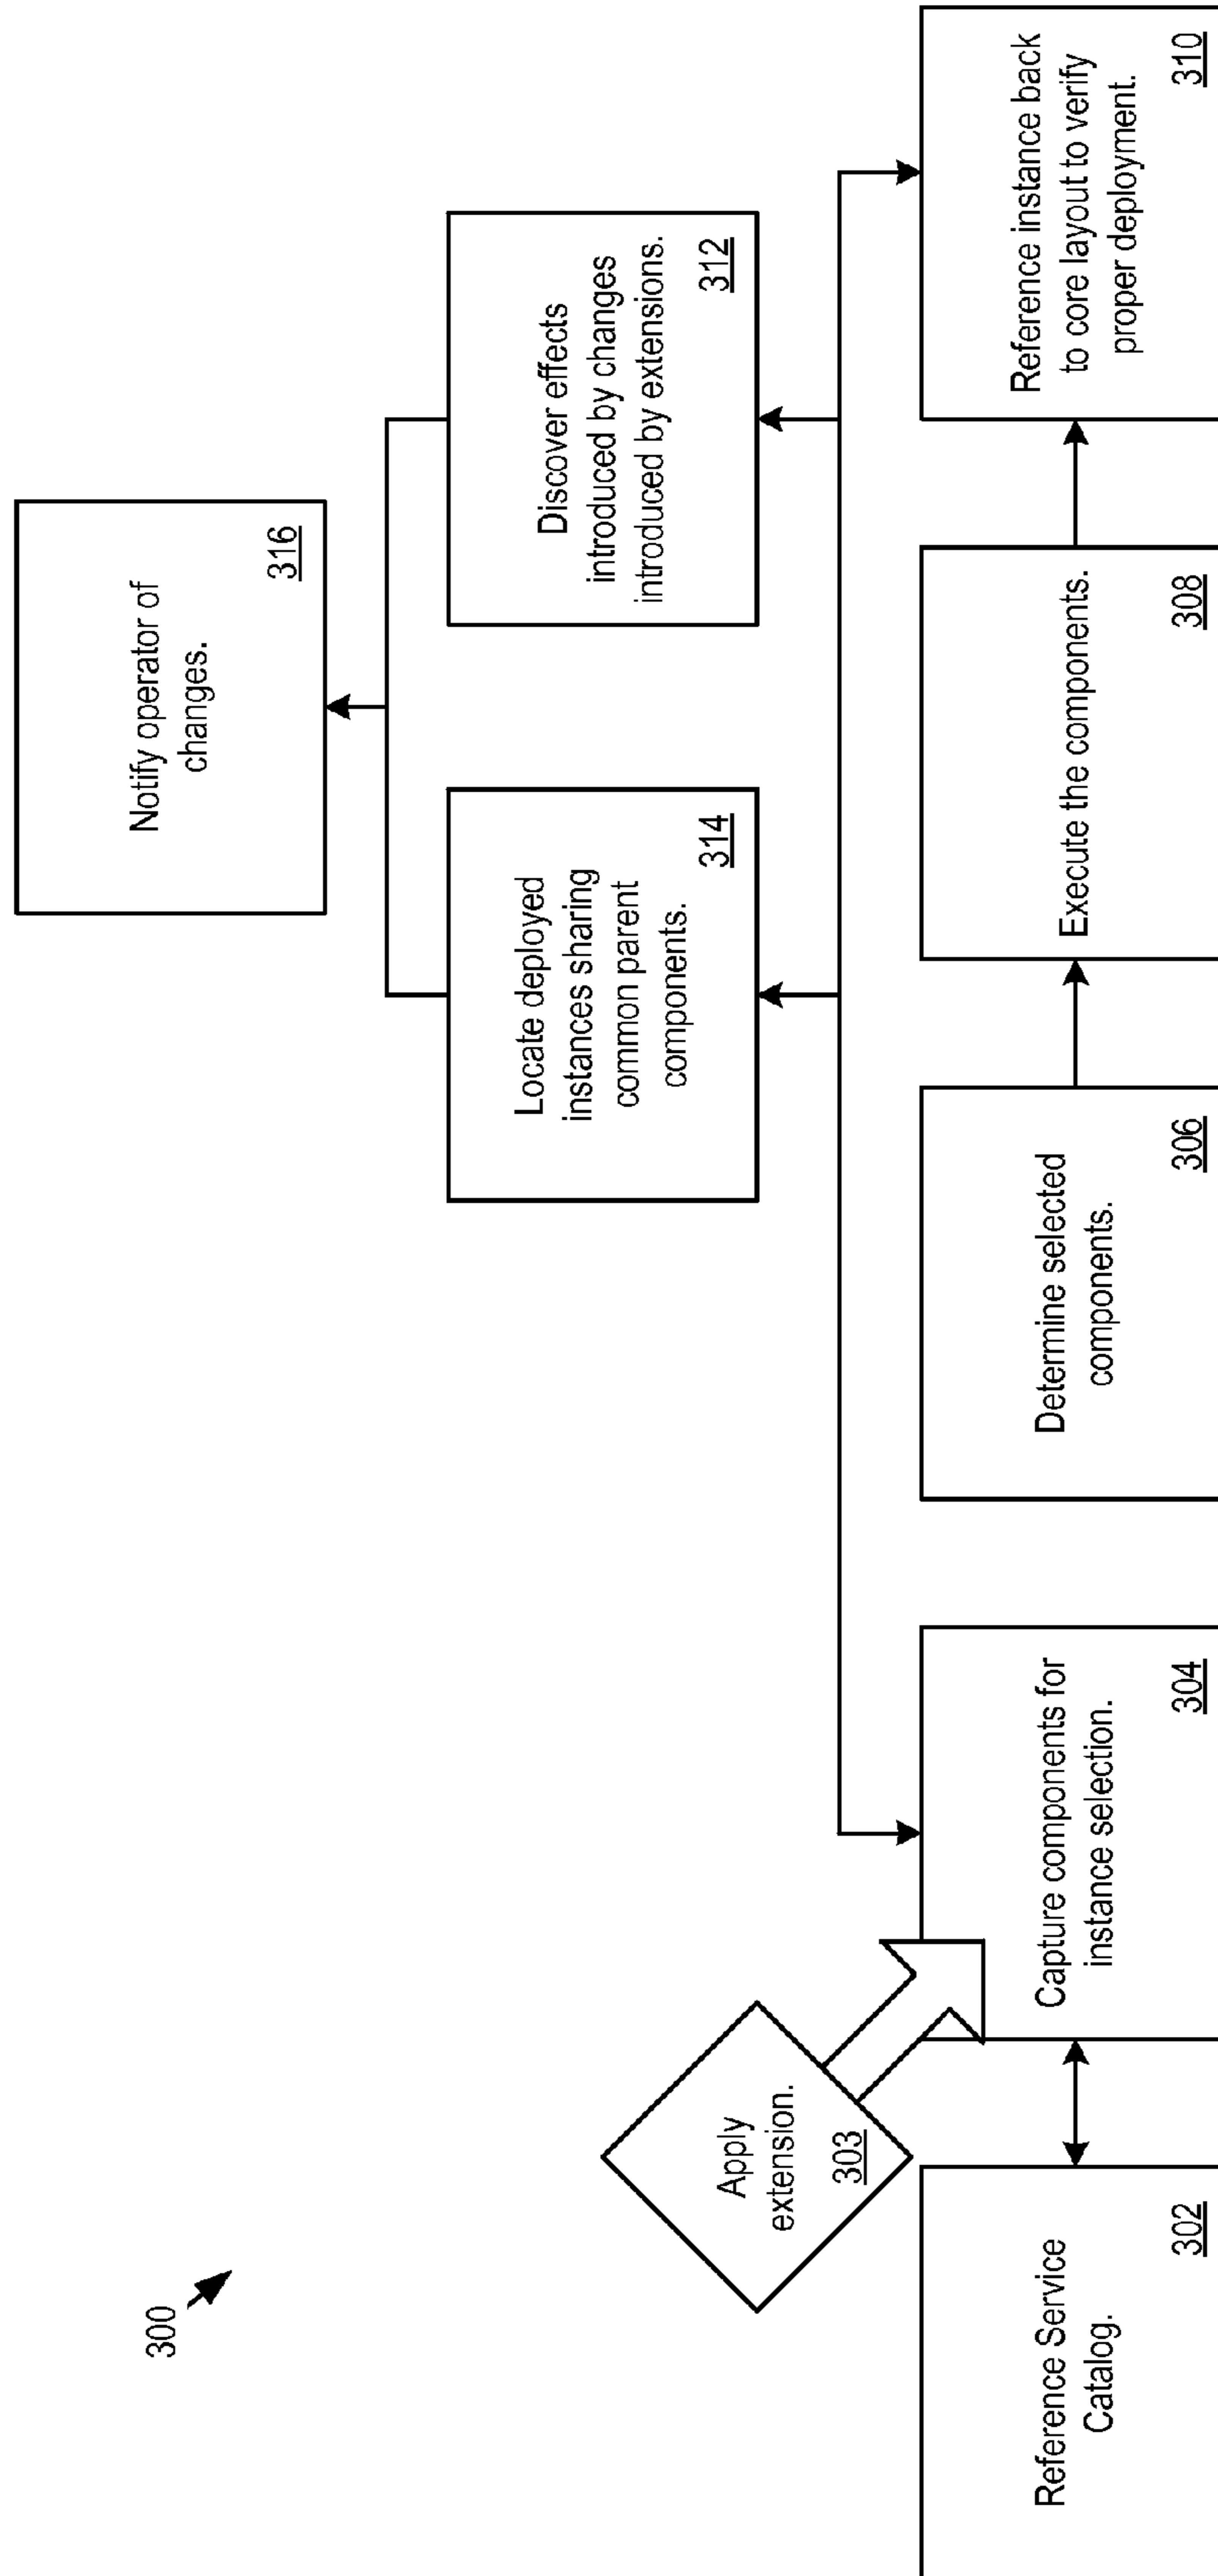 300
Notify operator of
changes.
316
Locate deployed
instances sharing
common parent
components.
314
Discover effects
introduced by changes
introduced by extensions.
312
Apply
extension.
303
Reference Service
Catalog.
302
Capture components for
instance selection.
304
Determine selected
components.
306
Execute the components.
308
Reference instance back
to core layout to verify
proper deployment.
310